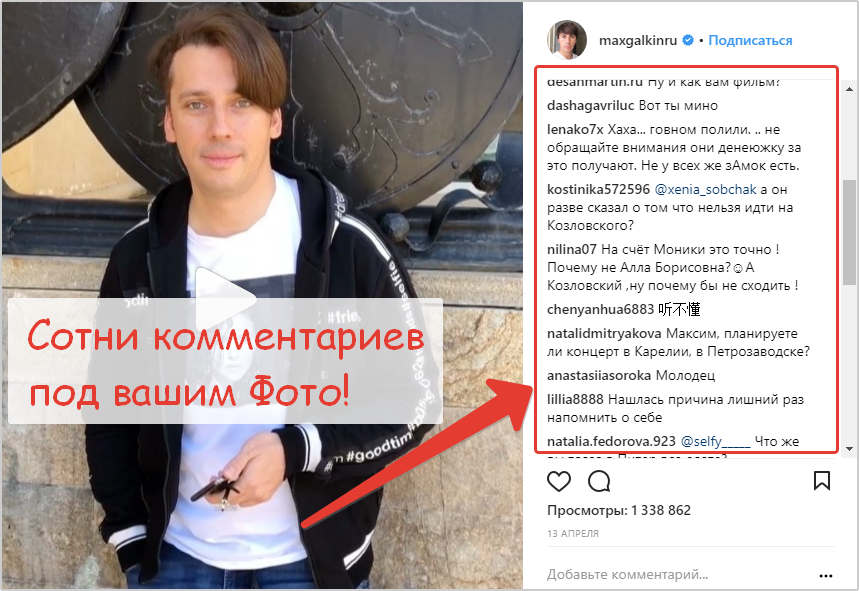 maxgalkinru • Подписаться
desanmartin.ru Ну и как вам фильм?
dashagavriluc Вот ты мино
lenako7x Хаха... говном полили. .. не
обращайте внимания они денеюжку за
это получают. Не у всех же зАмок есть.
kostinika572596 @xenia_sobchak а он
разве сказал о том что нельзя идти на
Козловского?
nilina07 На счёт Моники это точно !
Почему не Алла Борисовна?☺А
Козловский ,ну почему бы не сходить !
chenyanhua6883 听不懂
natalidmitryakova Максим, планируете
ли концерт в Карелии, в Петрозаводске?
anastasiiasoroka Молодец
lillia8888 Нашлась причина лишний раз
напомнить о себе
natalia.fedorova.923 @selfy_____ Что же
Просмотры: 1 338 862
13 АПРЕЛЯ
Добавьте комментарий...
Сотни комментариев
под вашим Фото!
#goodtim